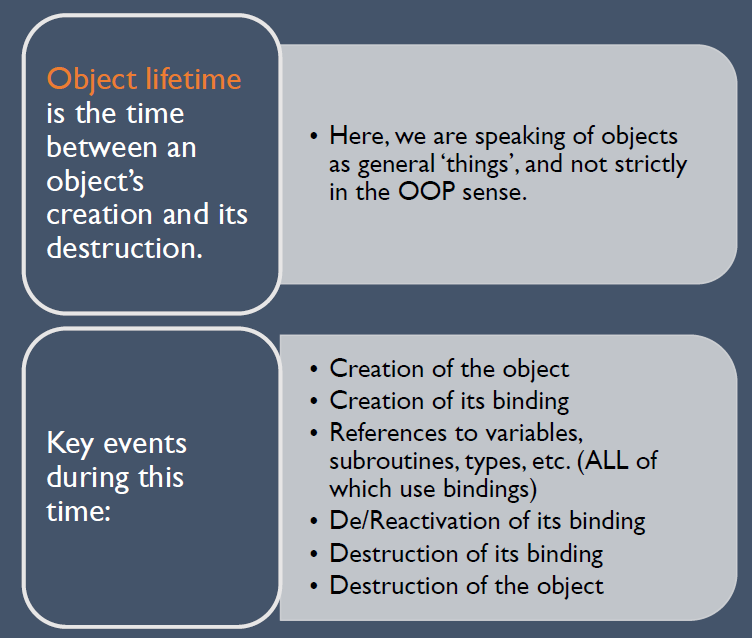 Object lifetime
is the time
between an
object’s
creation and its
destruction.
• Here, we are speaking of objects
as general ‘things’, and not strictly
in the OOP sense.
Key events
during this
time:
• Creation of the object
• Creation of its binding
• References to variables,
subroutines, types, etc. (ALL of
which use bindings)
• De/Reactivation of its binding
• Destruction of its binding
• Destruction of the object